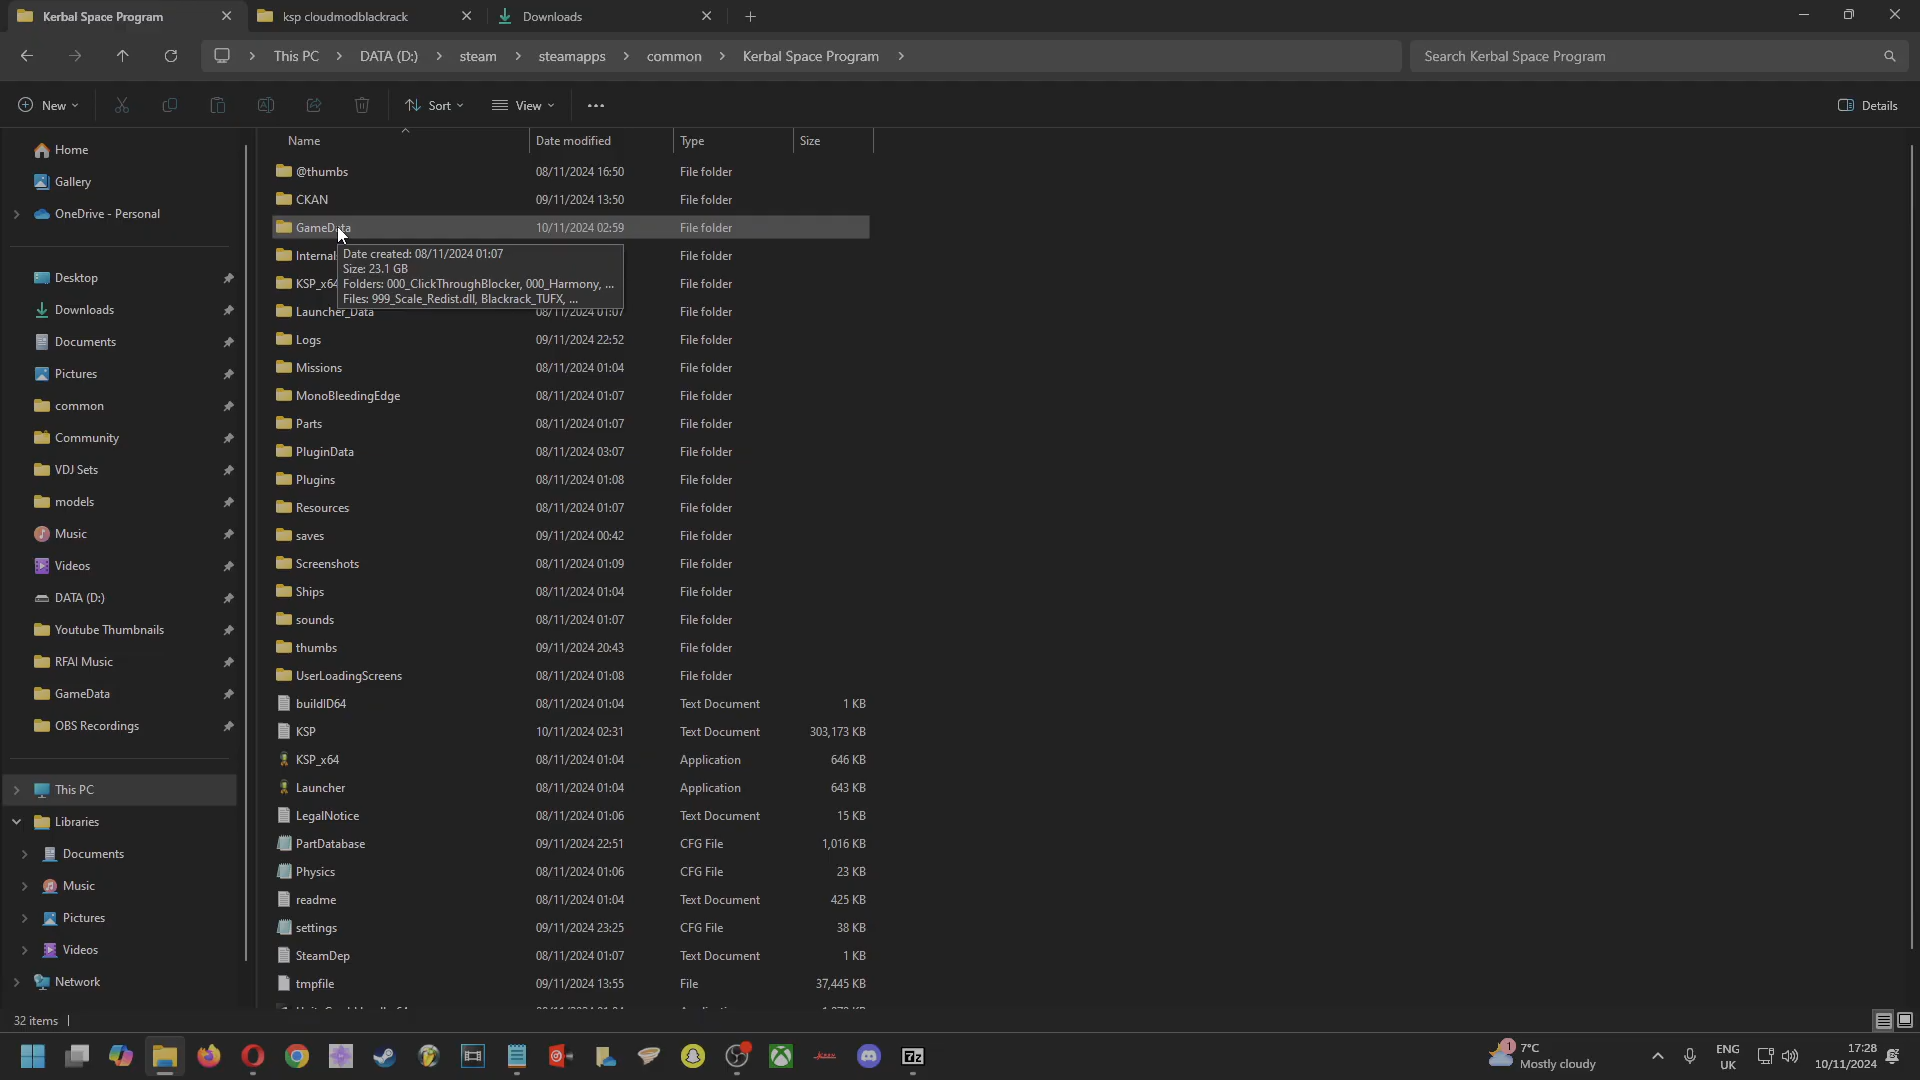 Kerbal Space Program
ksp cloudmodblackrack
Downloads
This PC > DATA (D:) > steam > steamapps > common > Kerbal Space Program >
Search Kerbal Space Program
New
Sort
View
Details
Home
Gallery
OneDrive - Personal
Desktop
Downloads
Documents
Pictures
common
Community
VDJ Sets
models
Music
Videos
DATA (D:)
Youtube Thumbnails
RFAI Music
GameData
OBS Recordings
This PC
Libraries
Documents
Music
Pictures
Videos
Network
Name Date modified Type Size
@thumbs 08/11/2024 16:50 File folder
CKAN 09/11/2024 13:50 File folder
GameData 10/11/2024 02:59 File folder
Internal File folder
KSP_x64 File folder
Date created: 08/11/2024 01:07
Size: 23.1 GB
Folders: 000_ClickThroughBlocker, 000_Harmony, ...
Files: 999_Scale_Redist.dll, Blackrack_TUFX, ...
Launcher_Data 08/11/2024 01:07 File folder
Logs 09/11/2024 22:52 File folder
Missions 08/11/2024 01:04 File folder
MonoBleedingEdge 08/11/2024 01:07 File folder
Parts 08/11/2024 01:07 File folder
PluginData 08/11/2024 03:07 File folder
Plugins 08/11/2024 01:08 File folder
Resources 08/11/2024 01:07 File folder
saves 09/11/2024 00:42 File folder
Screenshots 08/11/2024 01:09 File folder
Ships 08/11/2024 01:04 File folder
sounds 08/11/2024 01:07 File folder
thumbs 09/11/2024 20:43 File folder
UserLoadingScreens 08/11/2024 01:08 File folder
buildID64 08/11/2024 01:04 Text Document 1 KB
KSP 10/11/2024 02:31 Text Document 303,173 KB
KSP_x64 08/11/2024 01:04 Application 646 KB
Launcher 08/11/2024 01:04 Application 643 KB
LegalNotice 08/11/2024 01:06 Text Document 15 KB
PartDatabase 09/11/2024 22:51 CFG File 1,016 KB
Physics 08/11/2024 01:06 CFG File 23 KB
readme 08/11/2024 01:04 Text Document 425 KB
settings 09/11/2024 23:25 CFG File 38 KB
SteamDep 08/11/2024 01:07 Text Document 1 KB
tmpfile 09/11/2024 13:55 File 37,445 KB
32 items
7z
1
7°C
Mostly cloudy
ENG
UK
17:28
10/11/2024